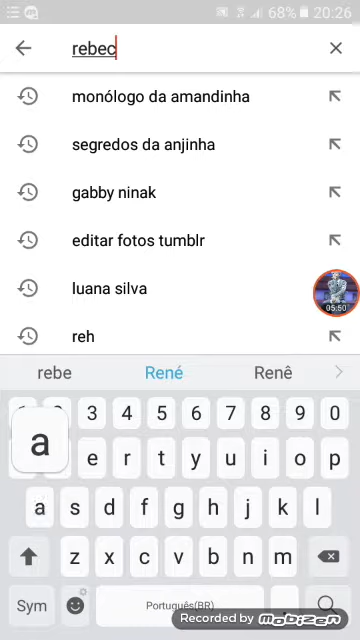 68% 20:26
rebec
monólogo da amandinha
segredos da anjinha
gabby ninak
editar fotos tumblr
luana silva
05:50
reh
rebe René Renê
3 4 5 6 7 8 9 0
a e r t y u i o p
a s d f g h j k l
z x c v b n m
Sym Português(BR)
Recorded by Mobizen